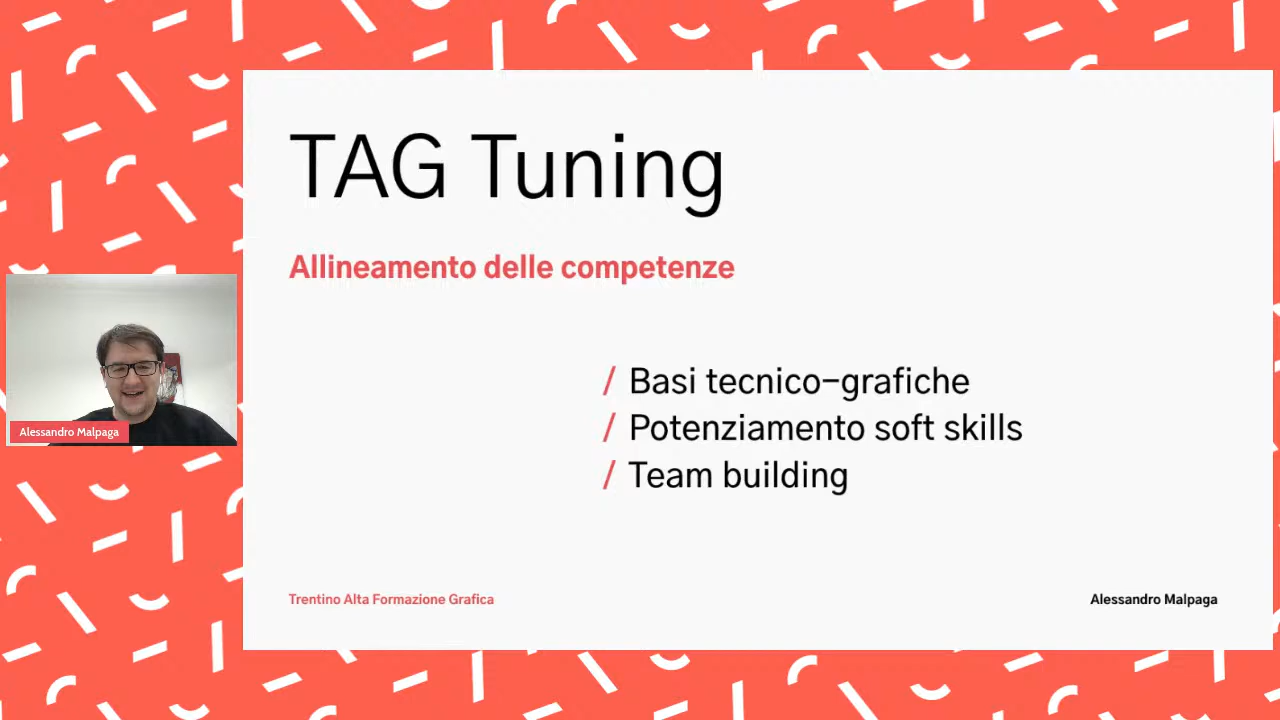 TAG Tuning
Allineamento delle competenze
/ Basi tecnico-grafiche
/ Potenziamento soft skills
/ Team building
Alessandro Malpaga
Trentino Alta Formazione Grafica
Alessandro Malpaga